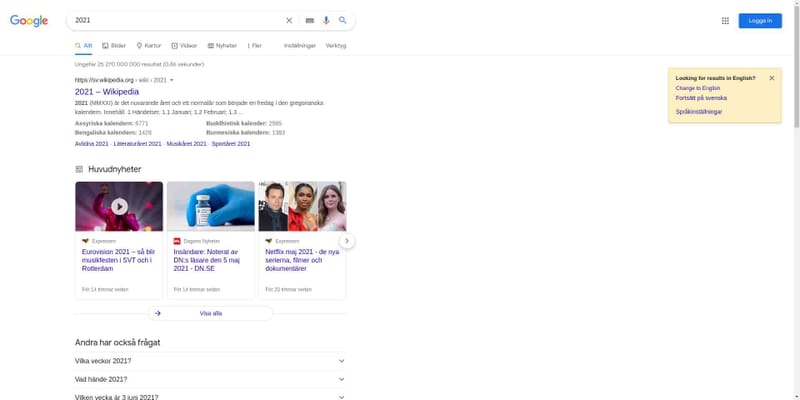 Google
2021
Logga in
Allt
Bilder
Kartor
Videor
Nyheter
Fler
Inställningar
Verktyg
Ungefär 25 270 000 000 resultat (0,86 sekunder)
https://sv.wikipedia.org › wiki › 2021
2021 – Wikipedia
2021 (MMXXI) är det nuvarande året och ett normalår som började en fredag i den gregorianska
kalendern. Innehåll. 1 Händelser; 1.1 Januari; 1.2 Februari; 1.3 ...
Assyriska kalendern: 6771
Buddhistisk kalender: 2565
Bengaliska kalendern: 1428
Burmesiska kalendern: 1383
Avlidna 2021 · Litteraturåret 2021 · Musikåret 2021 · Sportåret 2021
Looking for results in English?
Change to English
Fortsätt på svenska
Språkinställningar
Huvudnyheter
Expressen
Eurovision 2021 – så blir
musikfesten i SVT och i
Rotterdam
För 14 timmar sedan
Dagens Nyheter
Insändare: Noterat av
DN:s läsare den 5 maj
2021 - DN.SE
För 14 timmar sedan
Expressen
Netflix maj 2021 - de nya
serierna, filmer och
dokumentärer
För 20 timmar sedan
Visa alla
Andra har också frågat
Vilka veckor 2021?
Vad hände 2021?
Vilken vecka är 3 juni 2021?